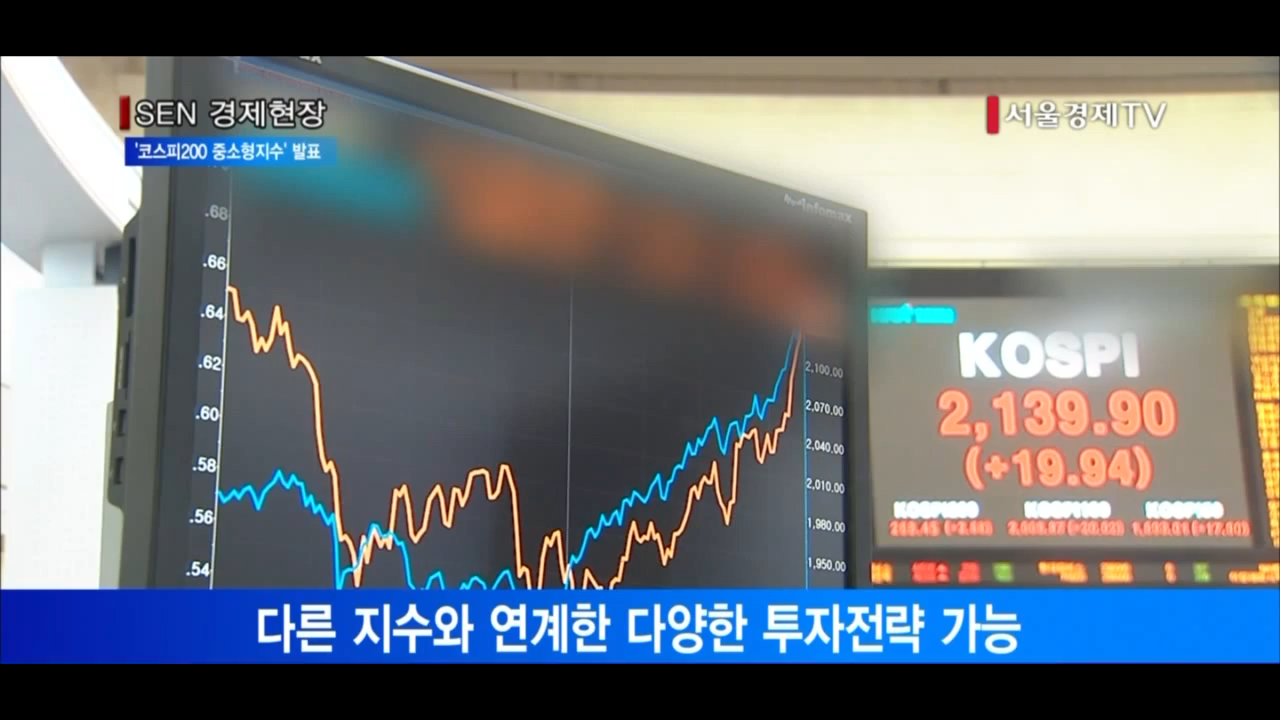 SEN 경제현장
서울경제TV
'코스피200 중소형지수' 발표
Infomax
.68
.66
.64
.62
.60
.58
.56
.54
2,100.00
2,070.00
2,040.00
2,010.00
1,980.00
1,950.00
KOSPI
2,139.90
(+19.94)
다른 지수와 연계한 다양한 투자전략 가능